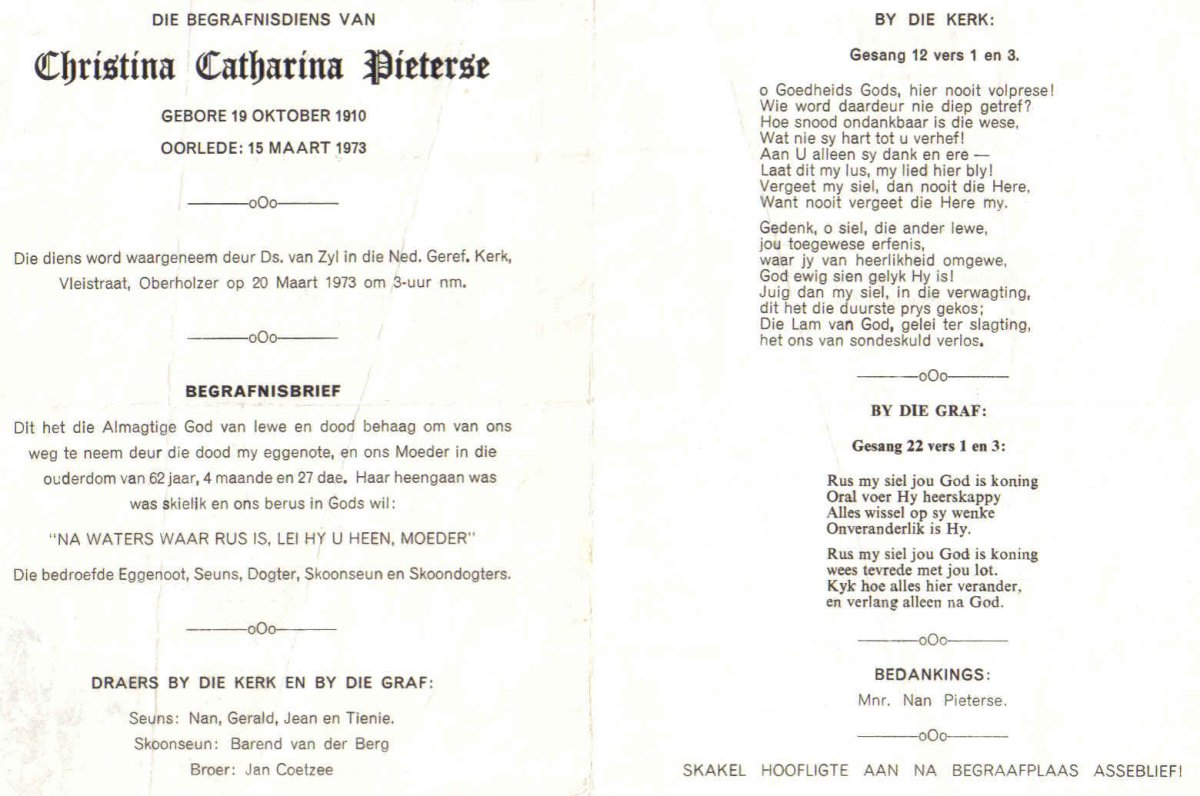 DIE BEGRAFNISDIENS VAN
Christina Catharina Pieterse
GEBORE 19 OKTOBER 1910
OORLEDE: 15 MAART 1973
oOo
Die diens word waargeneem deur Ds. van Zyl in die Ned. Geref. Kerk,
Vleistraat, Oberholzer op 20 Maart 1973 om 3-uur nm.
oOo
BEGRAFNISBRIEF
Dit het die Almagtige God van lewe en dood behaag om van ons
weg te neem deur die dood my eggenote, en ons Moeder in die
ouderdom van 62 jaar, 4 maande en 27 dae. Haar heengaan was
was skielik en ons berus in Gods wil:
"NA WATERS WAAR RUS IS, LEI HY U HEEN, MOEDER"
Die bedroefde Eggenoot, Seuns, Dogter, Skoonseun en Skoondogters.
oOo
DRAERS BY DIE KERK EN BY DIE GRAF:
Seuns: Nan, Gerald, Jean en Tienie.
Skoonseun: Barend van der Berg
Broer: Jan Coetzee
BY DIE KERK:
Gesang 12 vers 1 en 3.
o Goedheids Gods, hier nooit volprese!
Wie word daardeur nie diep getref?
Hoe snood ondankbaar is die wese,
Wat nie sy hart tot u verhef!
Aan U alleen sy dank en ere —
Laat dit my lus, my lied hier bly!
Vergeet my siel, dan nooit die Here,
Want nooit vergeet die Here my.
Gedenk, o siel, die ander lewe,
jou toegewese erfenis,
waar jy van heerlikheid omgewe,
God ewig sien gelyk Hy is!
Juig dan my siel, in die verwagting,
dit het die duurste prys gekos;
Die Lam van God, gelei ter slagting,
het ons van sondeskuld verlos.
oOo
BY DIE GRAF:
Gesang 22 vers 1 en 3:
Rus my siel jou God is koning
Oral voer Hy heerskappy
Alles wissel op sy wenke
Onveranderlik is Hy.
Rus my siel jou God is koning
wees tevrede met jou lot.
Kyk hoe alles hier verander,
en verlang alleen na God.
oOo
BEDANKINGS:
Mnr. Nan Pieterse.
oOo
SKAKEL HOOFLIGTE AAN NA BEGRAAFPLAAS ASSEBLIEF!